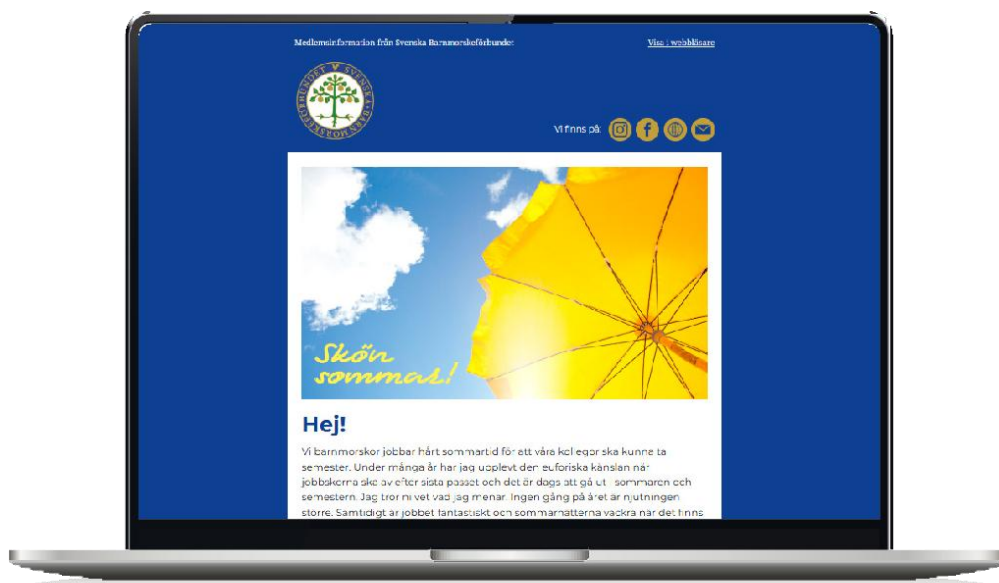 Medlemsinformation från Svenska Barnmorskeförbundet
Visa i webbläsare
SVENSKA BARNMORSKEFÖRBUNDET
Vi finns på:
Skön
sommar!
Hej!
Vi barnmorskor jobbar hårt sommartid för att våra kollegor ska kunna ta
semester. Under många år har jag upplevt den euforiska känslan när
jobbskorna ska av efter sista passet och det är dags att gå ut i sommaren och
semestern. Jag tror ni vet vad jag menar. Ingen gång på året är njutningen
större. Samtidigt är jobbet fantastiskt och sommarnätterna vackra när det finns